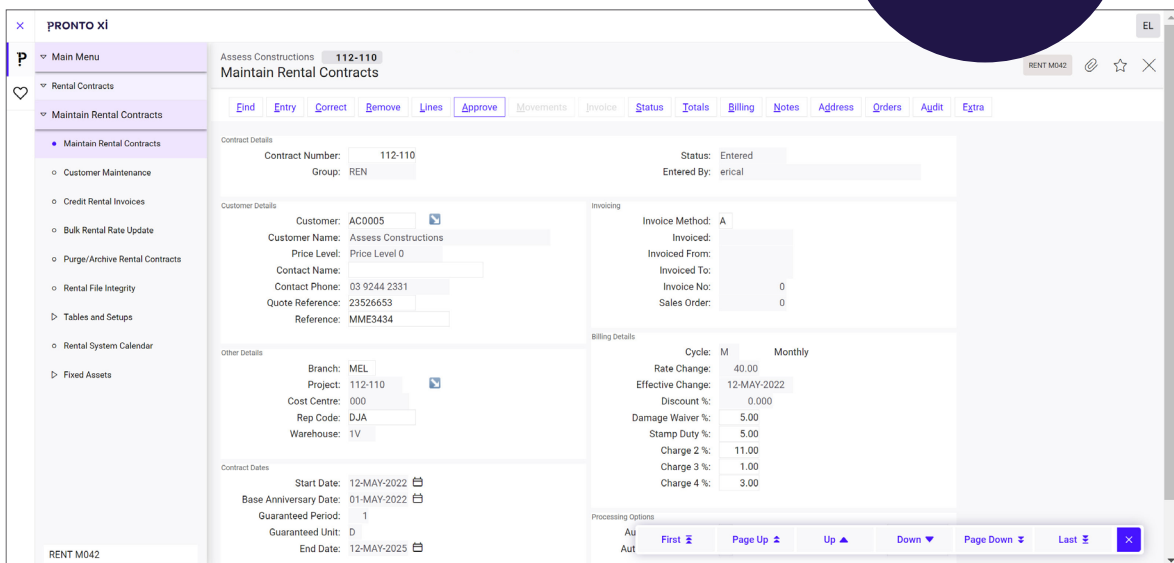 PRONTO XI
EL
Main Menu
Rental Contracts
Maintain Rental Contracts
Maintain Rental Contracts
Customer Maintenance
Credit Rental Invoices
Bulk Rental Rate Update
Purge/Archive Rental Contracts
Rental File Integrity
Tables and Setups
Rental System Calendar
Fixed Assets
RENT M042
Assess Constructions 112-110
Maintain Rental Contracts
RENT M042
Find Entry Correct Remove Lines Approve Movements Invoice Status Totals Billing Notes Address Orders Audit Extra
Contract Details
Contract Number: 112-110
Group: REN
Status: Entered
Entered By: erical
Customer Details
Customer: AC0005
Customer Name: Assess Constructions
Price Level: Price Level 0
Contact Name:
Contact Phone: 03 9244 2331
Quote Reference: 23526653
Reference: MME3434
Invoicing
Invoice Method: A
Invoiced:
Invoiced From:
Invoiced To:
Invoice No: 0
Sales Order: 0
Other Details
Branch: MEL
Project: 112-110
Cost Centre: 000
Rep Code: DJA
Warehouse: 1V
Billing Details
Cycle: M Monthly
Rate Change: 40.00
Effective Change: 12-MAY-2022
Discount %: 0.000
Damage Waiver %: 5.00
Stamp Duty %: 5.00
Charge 2 %: 11.00
Charge 3 %: 1.00
Charge 4 %: 3.00
Contract Dates
Start Date: 12-MAY-2022
Base Anniversary Date: 01-MAY-2022
Guaranteed Period: 1
Guaranteed Unit: D
End Date: 12-MAY-2025
Processing Options
Au
Aut
First Page Up Up Down Page Down Last